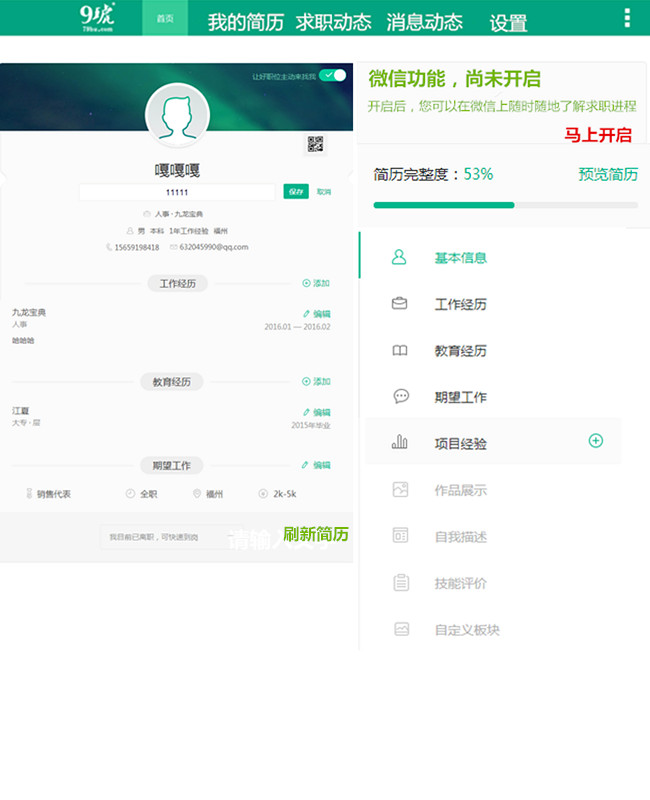 9号
首页
我的简历 求职动态 消息动态 设置
让好职位主动来找我
嘎嘎嘎
11111 保存 取消
人事 · 九龙宝典
男 本科 1年工作经验 福州
15659198418 632045990@qq.com
工作经历 添加
九龙宝典 编辑
人事 2016.01 — 2016.02
哈哈哈
教育经历 添加
江夏 编辑
大专 · 层 2015年毕业
期望工作 编辑
销售代表 全职 福州 2k-5k
我目前已离职,可快速到岗
请输入文字
刷新简历
微信功能,尚未开启
开启后,您可以在微信上随时随地了解求职进程
马上开启
简历完整度:53% 预览简历
基本信息
工作经历
教育经历
期望工作
项目经验
作品展示
自我描述
技能评价
自定义板块